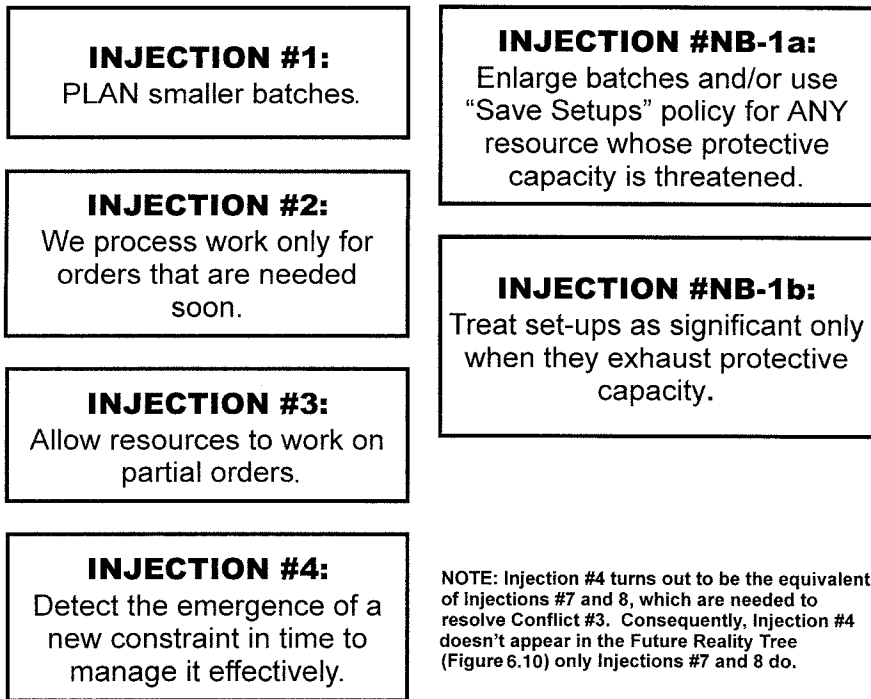 INJECTION #1:
PLAN smaller batches.
INJECTION #2:
We process work only for
orders that are needed
soon.
INJECTION #3:
Allow resources to work on
partial orders.
INJECTION #4:
Detect the emergence of a
new constraint in time to
manage it effectively.
INJECTION #NB-1a:
Enlarge batches and/or use
“Save Setups” policy for ANY
resource whose protective
capacity is threatened.
INJECTION #NB-1b:
Treat set-ups as significant only
when they exhaust protective
capacity.
NOTE: Injection #4 turns out to be the equivalent
of Injections #7 and 8, which are needed to
resolve Conflict #3. Consequently, Injection #4
doesn’t appear in the Future Reality Tree
(Figure 6.10) only Injections #7 and 8 do.